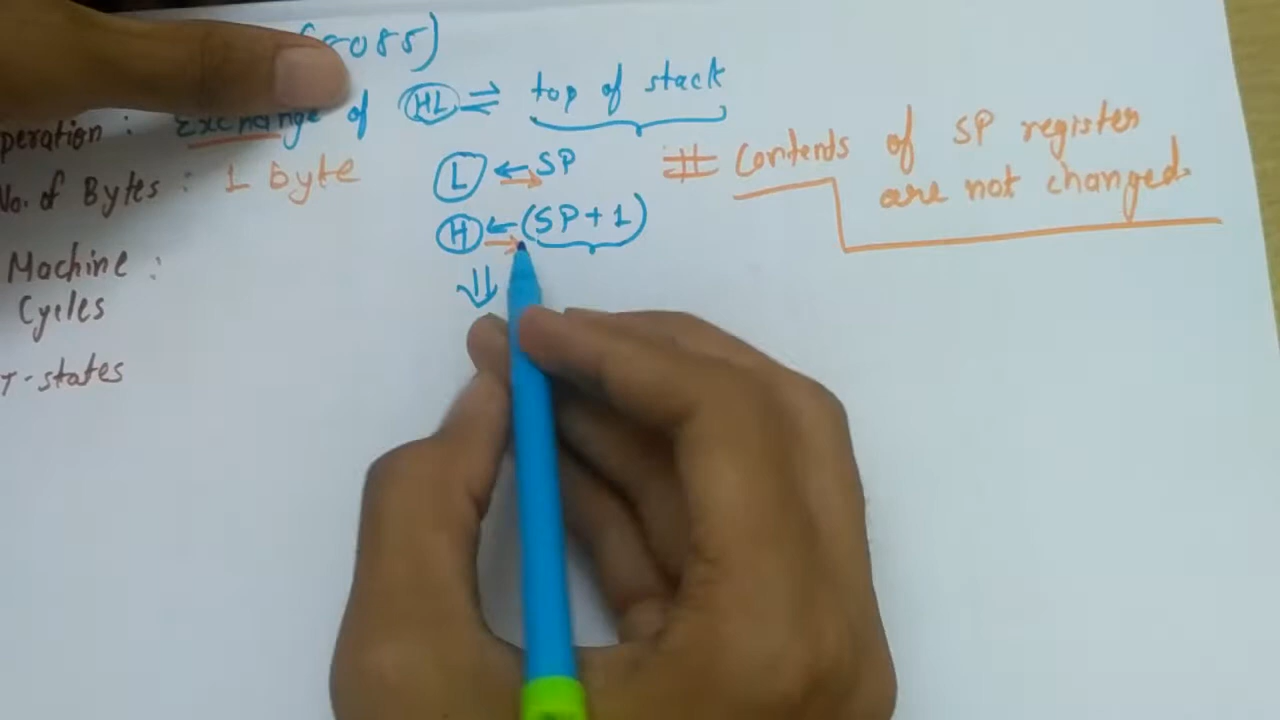 8085)
peration : Exchange of HL ⇌ top of stack
No. of Bytes : 1 Byte
L ← → SP
H ← → (SP+1)
⇓
# Contents of SP register
are not changed.
Machine :
Cycles
T-states